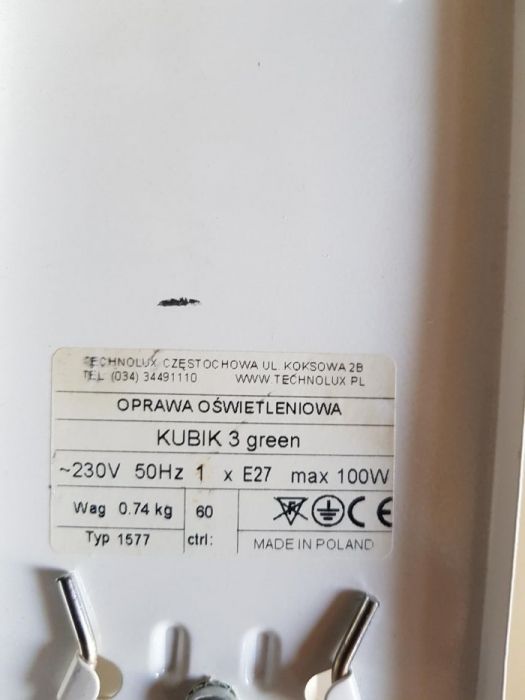 TECHNOLUX CZĘSTOCHOWA UL. KOKSOWA 2B
TEL. (034) 34491110 WWW.TECHNOLUX.PL
OPRAWA OŚWIETLENIOWA
KUBIK 3 green
~230V 50Hz 1 x E27 max 100W
Wag 0.74 kg 60
F CE
Typ 1577 ctrl: MADE IN POLAND